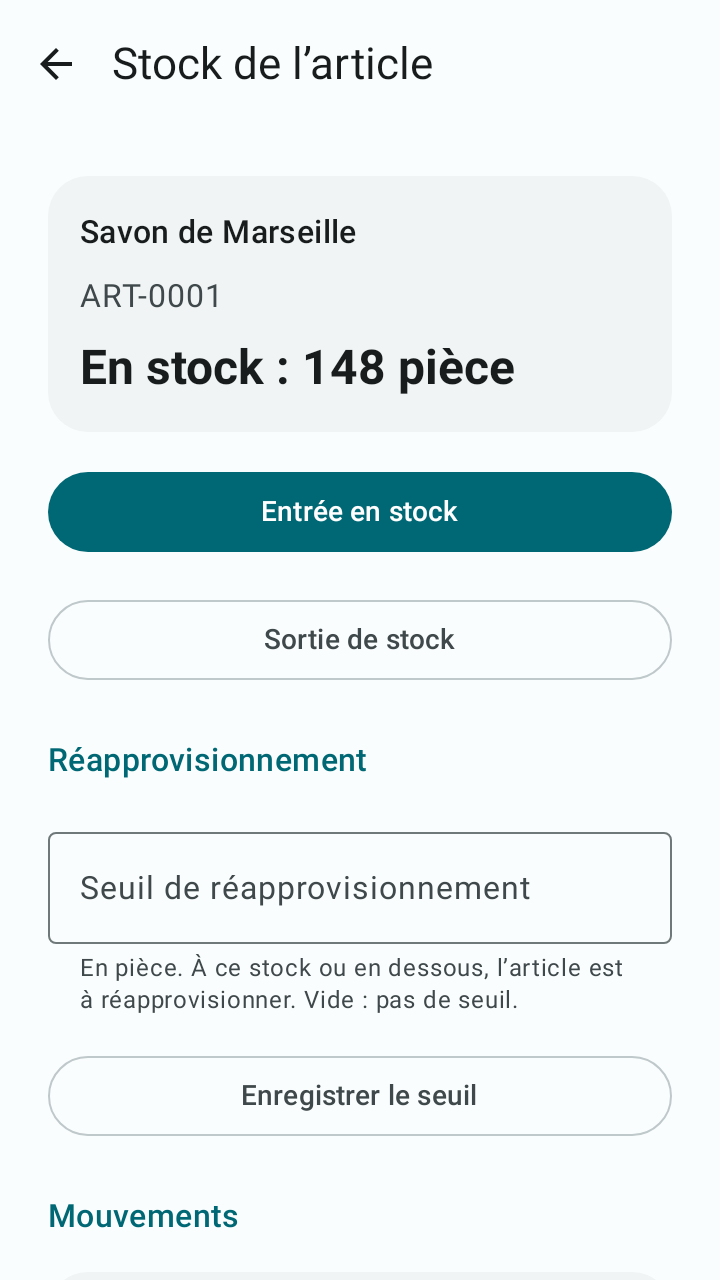 Stock de l’article
Savon de Marseille
ART-0001
En stock : 148 pièce
Entrée en stock
Sortie de stock
Réapprovisionnement
Seuil de réapprovisionnement
En pièce. À ce stock ou en dessous, l’article est
à réapprovisionner. Vide : pas de seuil.
Enregistrer le seuil
Mouvements